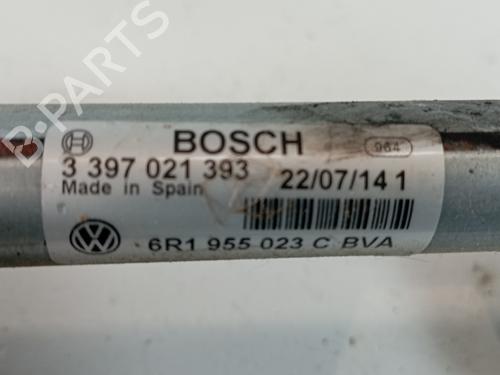 B-PARTS
BOSCH
964
3 397 021 393
Made in Spain
22/07/14 1
6R1 955 023 C BVA